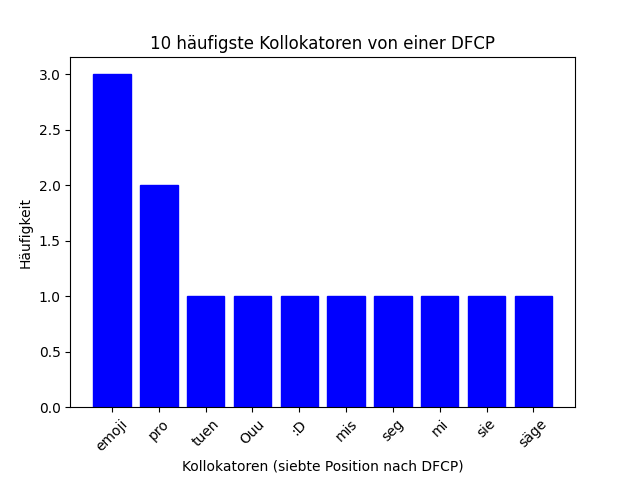 10 häufigste Kollokatoren von einer DFCP
Häufigkeit
3.0
2.5
2.0
1.5
1.0
0.5
0.0
emoji pro tuen Ouu :D mis seg mi sie säge
Kollokatoren (siebte Position nach DFCP)